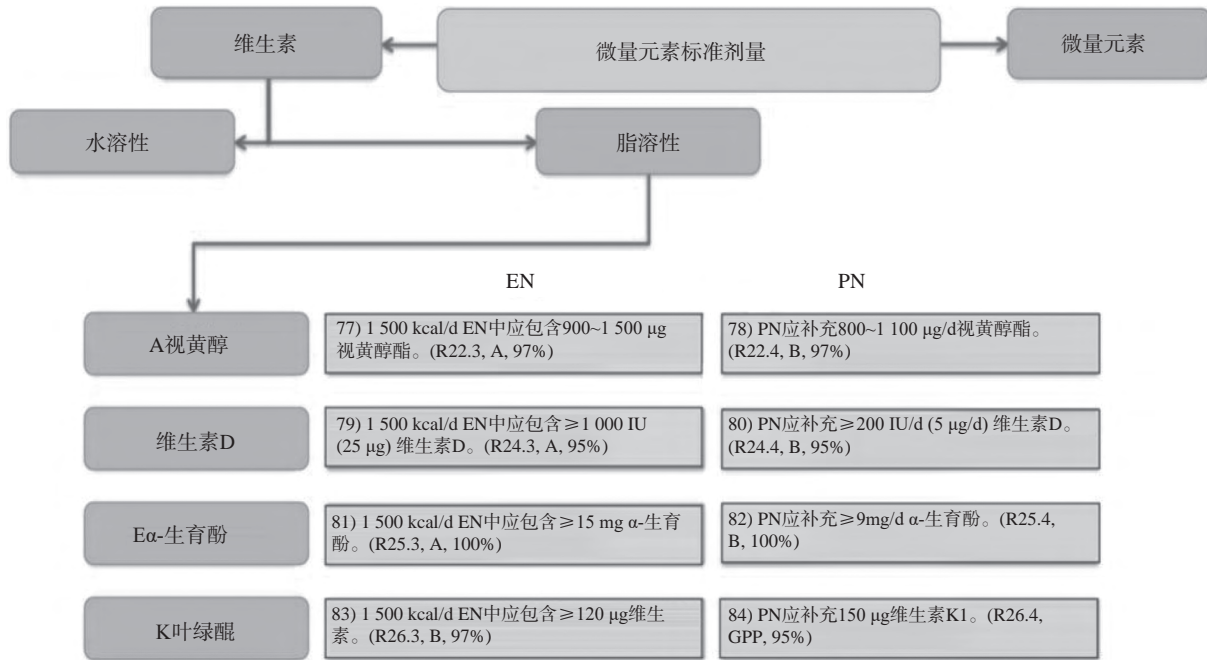 维生素
微量元素标准剂量
微量元素
水溶性
脂溶性
EN
PN
A视黄醇
77) 1 500 kcal/d EN中应包含900~1 500 μg
视黄醇酯。(R22.3, A, 97%)
78) PN应补充800~1 100 μg/d视黄醇酯。
(R22.4, B, 97%)
维生素D
79) 1 500 kcal/d EN中应包含≥1 000 IU
(25 μg) 维生素D。(R24.3, A, 95%)
80) PN应补充≥200 IU/d (5 μg/d) 维生素D。
(R24.4, B, 95%)
Eα-生育酚
81) 1 500 kcal/d EN中应包含≥15 mg α-生育
酚。(R25.3, A, 100%)
82) PN应补充≥9mg/d α-生育酚。(R25.4,
B, 100%)
K叶绿醌
83) 1 500 kcal/d EN中应包含≥120 μg维生
素。(R26.3, B, 97%)
84) PN应补充150 μg维生素K1。(R26.4,
GPP, 95%)